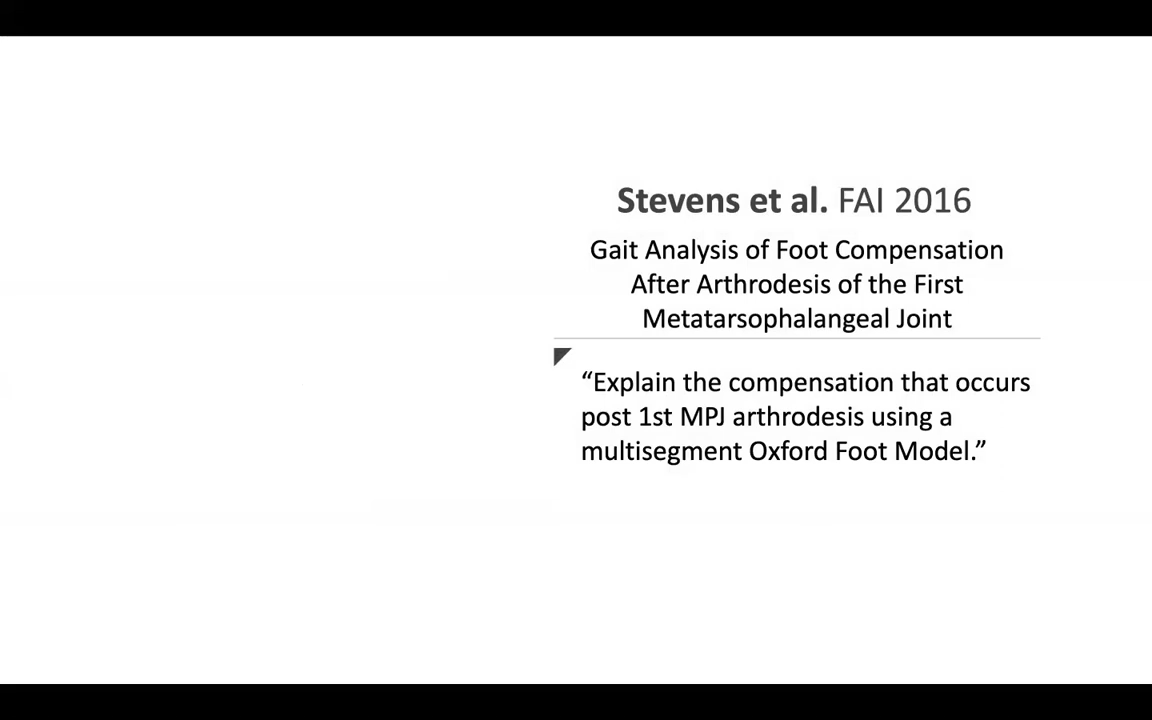 Stevens et al. FAI 2016
Gait Analysis of Foot Compensation
After Arthrodesis of the First
Metatarsophalangeal Joint
“Explain the compensation that occurs
post 1st MPJ arthrodesis using a
multisegment Oxford Foot Model.”